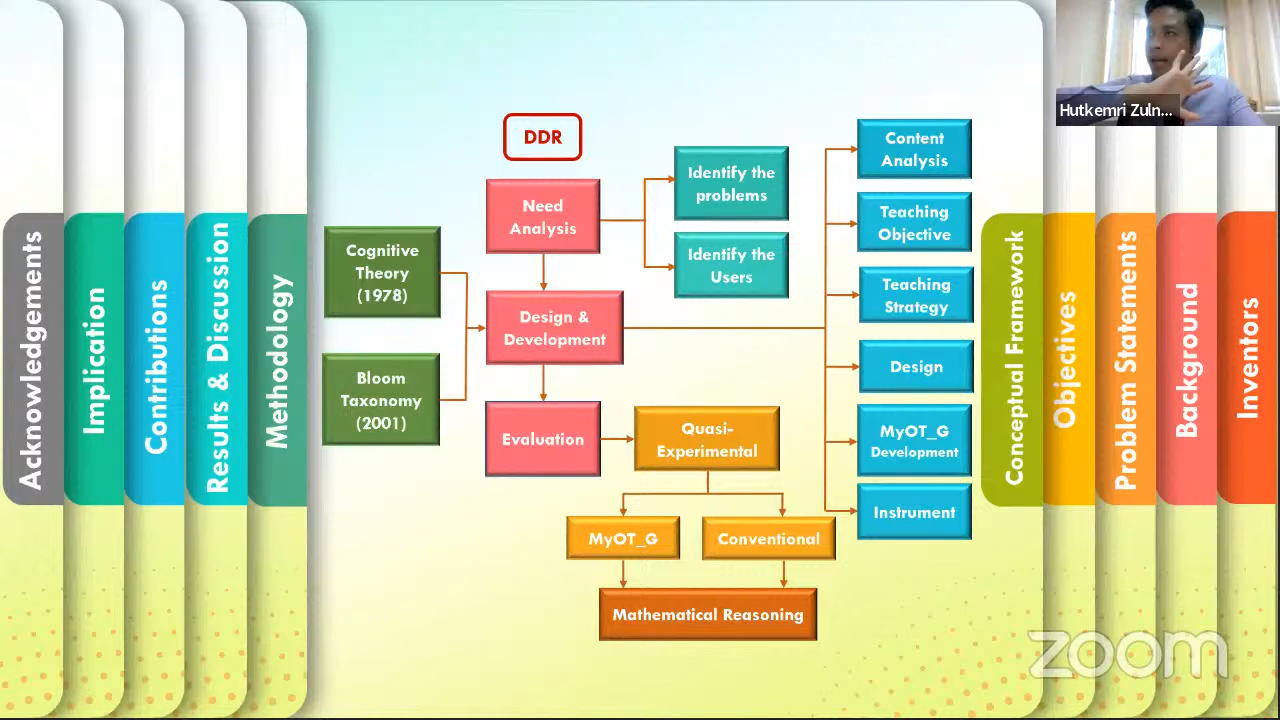 Acknowledgements
Implication
Contributions
Results & Discussion
Methodology
DDR
Need
Analysis
Identify the
problems
Identify the
Users
Cognitive
Theory
(1978)
Design &
Development
Bloom
Taxonomy
(2001)
Evaluation
Quasi-
Experimental
MyOT_G
Conventional
Mathematical Reasoning
Content
Analysis
Teaching
Objective
Teaching
Strategy
Design
MyOT_G
Development
Instrument
Conceptual Framework
Objectives
Problem Statements
Background
Inventors
Hutkemri Zuln...
zoom